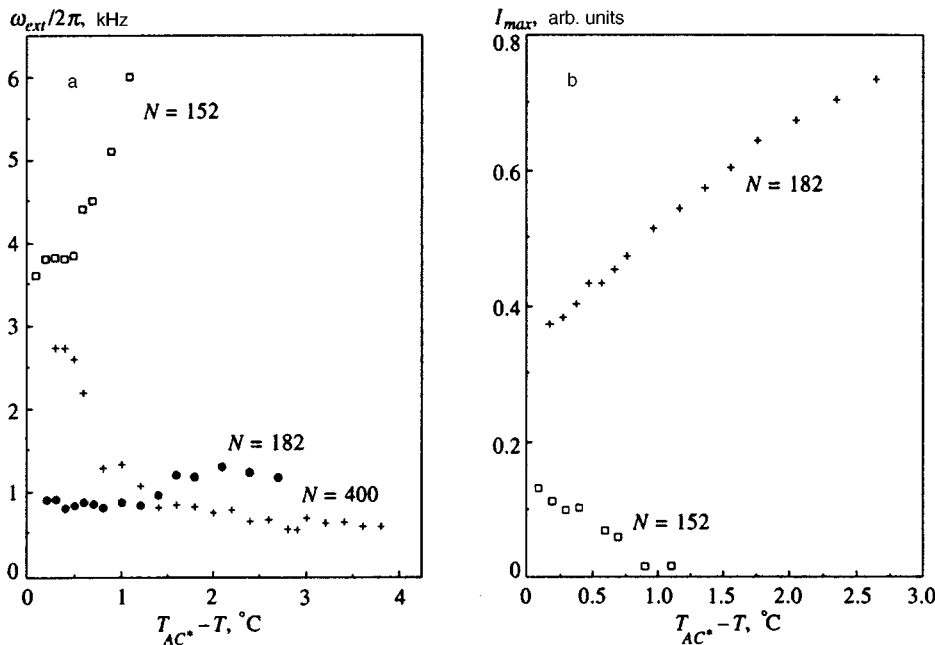 ω_ext/2π, kHz
a
6
5
4
3
2
1
0
N = 152
N = 182
N = 400
0 1 2 3 4
T_AC* – T, °C
I_max, arb. units
b
0.8
0.6
0.4
0.2
0
N = 182
N = 152
0 0.5 1.0 1.5 2.0 2.5 3.0
T_AC* – T, °C